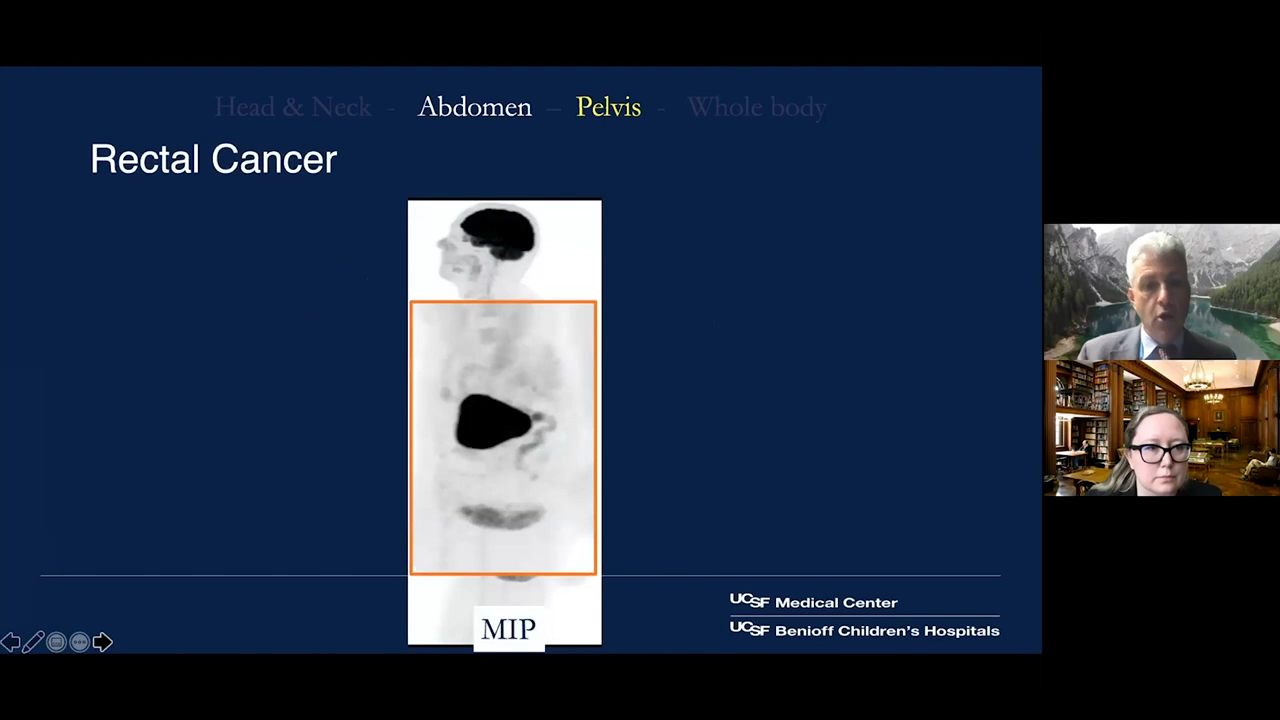 Head & Neck - Abdomen – Pelvis - Whole body
Rectal Cancer
MIP
UCSF Medical Center
UCSF Benioff Children's Hospitals